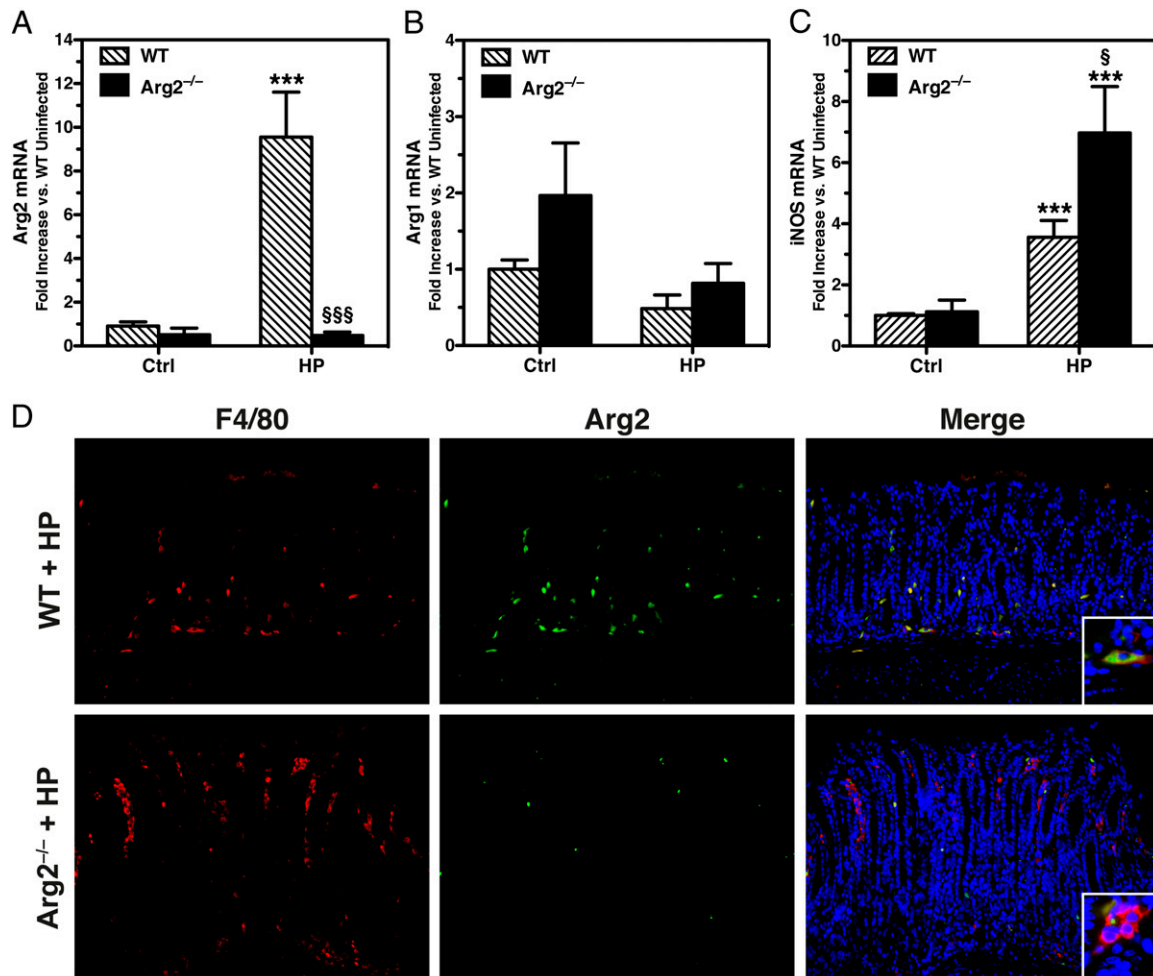 A
Arg2 mRNA
Fold Increase vs. WT Uninfected
14
12
10
8
6
4
2
0
WT
Arg2–/–
***
§§§
Ctrl
HP
B
Arg1 mRNA
Fold Increase vs. WT Uninfected
4
3
2
1
0
WT
Arg2–/–
Ctrl
HP
C
iNOS mRNA
Fold Increase vs. WT Uninfected
10
8
6
4
2
0
WT
Arg2–/–
***
§
***
Ctrl
HP
D
F4/80
Arg2
Merge
WT + HP
Arg2–/– + HP